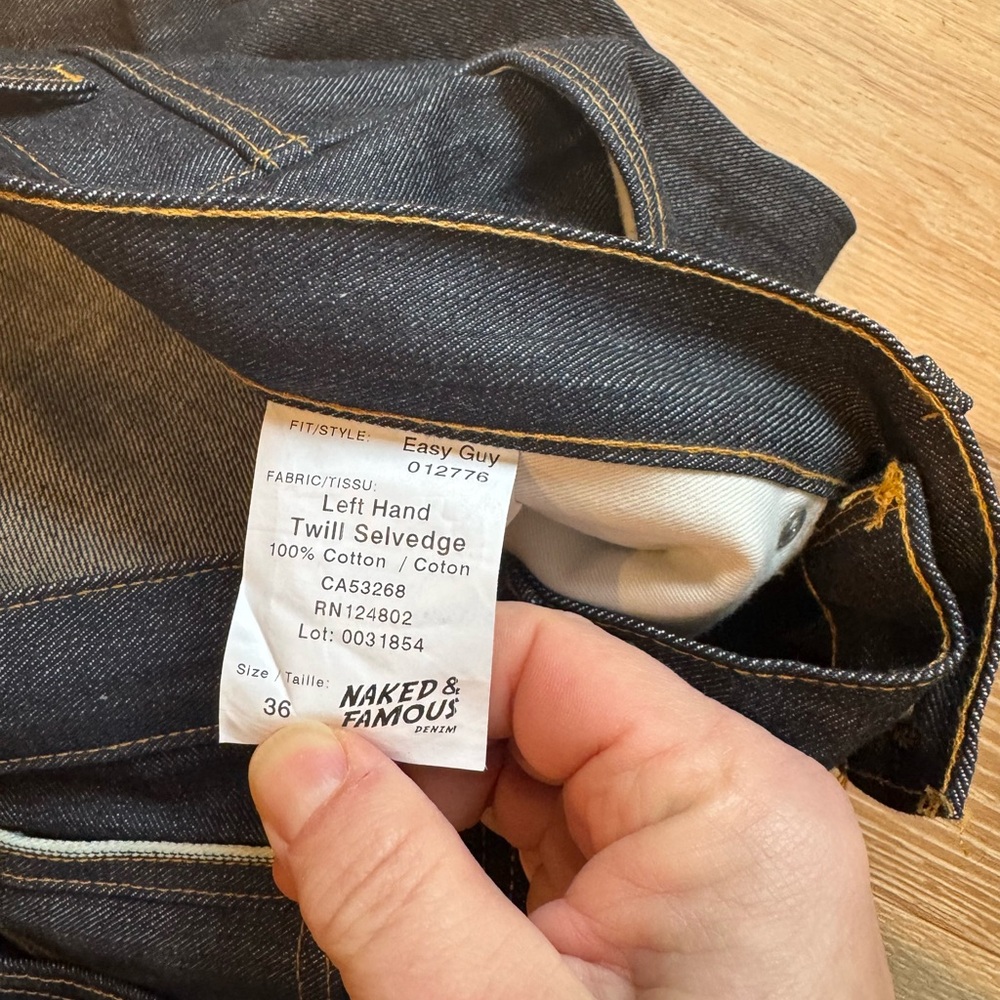 FIT/STYLE: Easy Guy
012776
FABRIC/TISSU:
Left Hand
Twill Selvedge
100% Cotton / Coton
CA53268
RN124802
Lot: 0031854
Size / Taille:
36
NAKED &
FAMOUS
DENIM